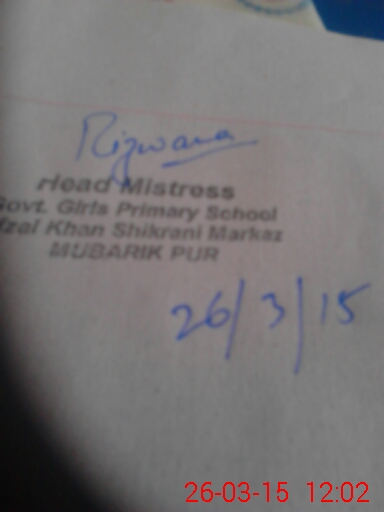 Rizwana
Head Mistress
Govt. Girls Primary School
fzal Khan Shikrani Markaz
MUBARIK PUR
26/3/15
26-03-15 12:02